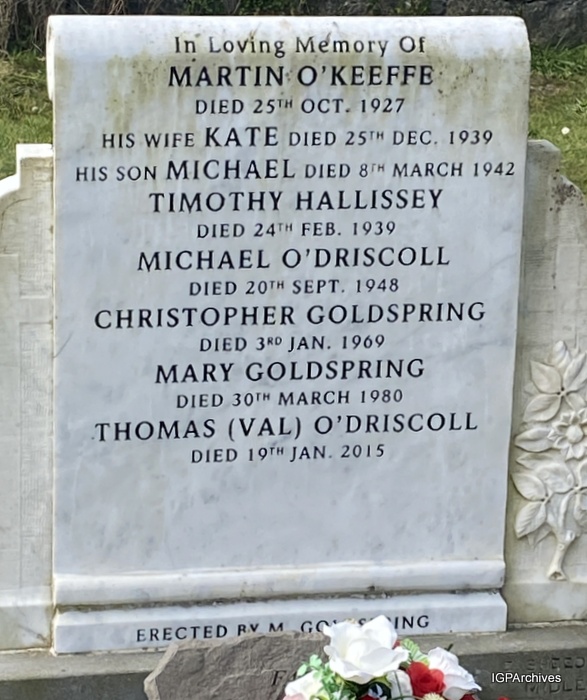 In Loving Memory Of
MARTIN O'KEEFFE
DIED 25TH OCT. 1927
HIS WIFE KATE DIED 25TH DEC. 1939
HIS SON MICHAEL DIED 8TH MARCH 1942
TIMOTHY HALLISSEY
DIED 24TH FEB. 1939
MICHAEL O'DRISCOLL
DIED 20TH SEPT. 1948
CHRISTOPHER GOLDSPRING
DIED 3RD JAN. 1969
MARY GOLDSPRING
DIED 30TH MARCH 1980
THOMAS (VAL) O'DRISCOLL
DIED 19TH JAN. 2015
ERECTED BY M. GOLDSPRING
IGPArchives